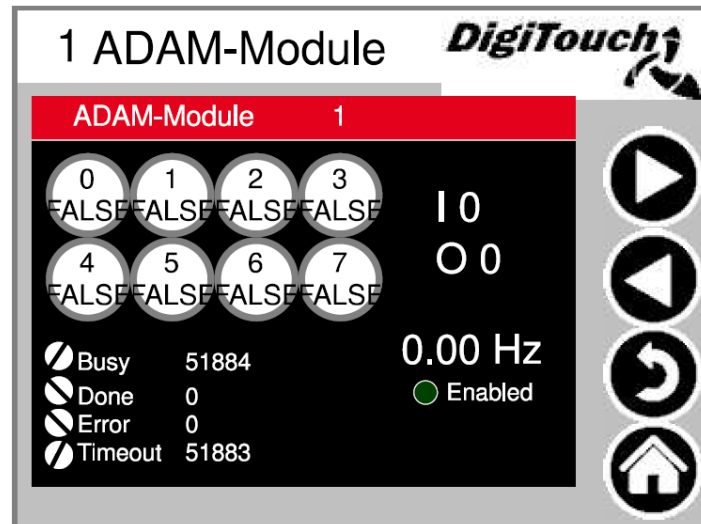 1 ADAM-Module
DigiTouch
ADAM-Module 1
0 1 2 3
FALSE FALSE FALSE FALSE
I 0
O 0
4 5 6 7
FALSE FALSE FALSE FALSE
Busy 51884
Done 0
Error 0
Timeout 51883
0.00 Hz
Enabled